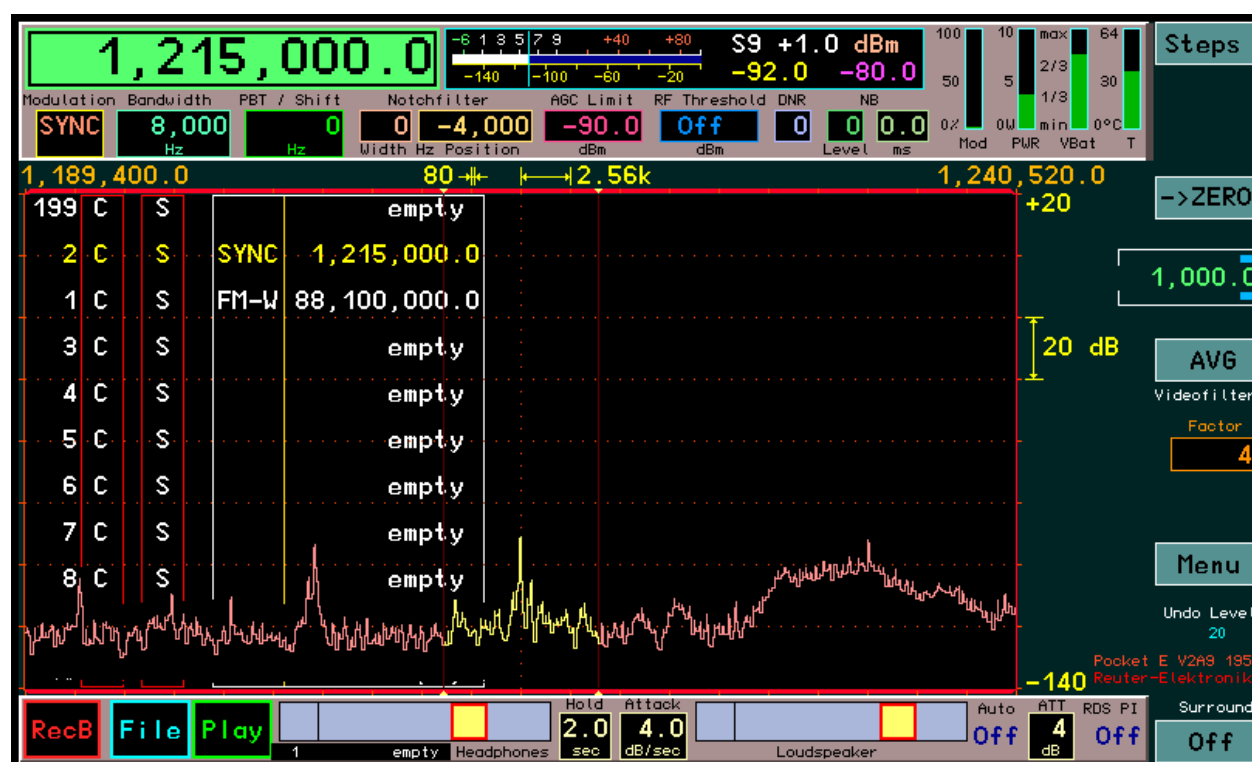 1,215,000.0
-6 1 3 5 7 9 +40 +80
-140 -100 -60 -20
S9 +1.0 dBm
-92.0 -80.0
100 50 0%
Mod
10 5 0W
PWR
max 2/3 1/3 min
VBat
64 30 0°C
T
Steps
Modulation Bandwidth PBT / Shift Notchfilter AGC Limit RF Threshold DNR NB
SYNC 8,000 0 0 -4,000 -90.0 Off 0 0 0.0
Hz Hz Width Hz Position dBm dBm Level ms
1,189,400.0 80 2.56k 1,240,520.0
->ZERO
+20
199 C S empty
2 C S SYNC 1,215,000.0
1 C S FM-W 88,100,000.0
3 C S empty
4 C S empty
5 C S empty
6 C S empty
7 C S empty
8 C S empty
1,000.0
20 dB
AVG
Videofilter
Factor
4
Menu
Undo Level
20
Pocket E V2A9 195
Reuter-Elektronik
-140
Surround
Off
RecB File Play
1 empty Headphones
Hold Attack
2.0 4.0
sec dB/sec
Loudspeaker
Auto ATT RDS PI
Off 4 Off
dB